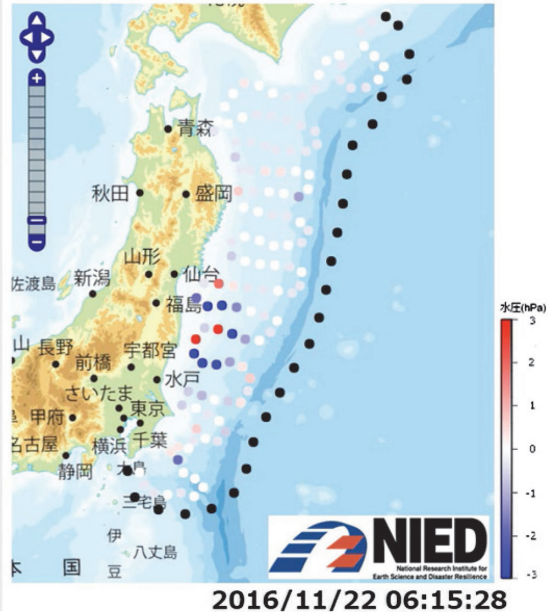 青森
秋田
盛岡
山形
仙台
佐渡島
新潟
福島
水圧(hPa)
3
2
1
0
-1
-2
-3
山
長野
前橋
宇都宮
水戸
さいたま
東京
甲府
横浜
千葉
名古屋
静岡
大島
三宅島
伊
豆
八丈島
本 国
NIED
National Research Institute for
Earth Science and Disaster Resilience
2016/11/22 06:15:28